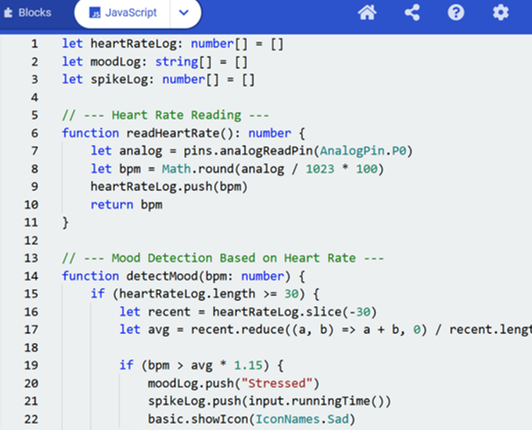 Blocks JS JavaScript
1 let heartRateLog: number[] = []
2 let moodLog: string[] = []
3 let spikeLog: number[] = []
4
5 // --- Heart Rate Reading ---
6 function readHeartRate(): number {
7 let analog = pins.analogReadPin(AnalogPin.P0)
8 let bpm = Math.round(analog / 1023 * 100)
9 heartRateLog.push(bpm)
10 return bpm
11 }
12
13 // --- Mood Detection Based on Heart Rate ---
14 function detectMood(bpm: number) {
15 if (heartRateLog.length >= 30) {
16 let recent = heartRateLog.slice(-30)
17 let avg = recent.reduce((a, b) => a + b, 0) / recent.lengt
18
19 if (bpm > avg * 1.15) {
20 moodLog.push("Stressed")
21 spikeLog.push(input.runningTime())
22 basic.showIcon(IconNames.Sad)